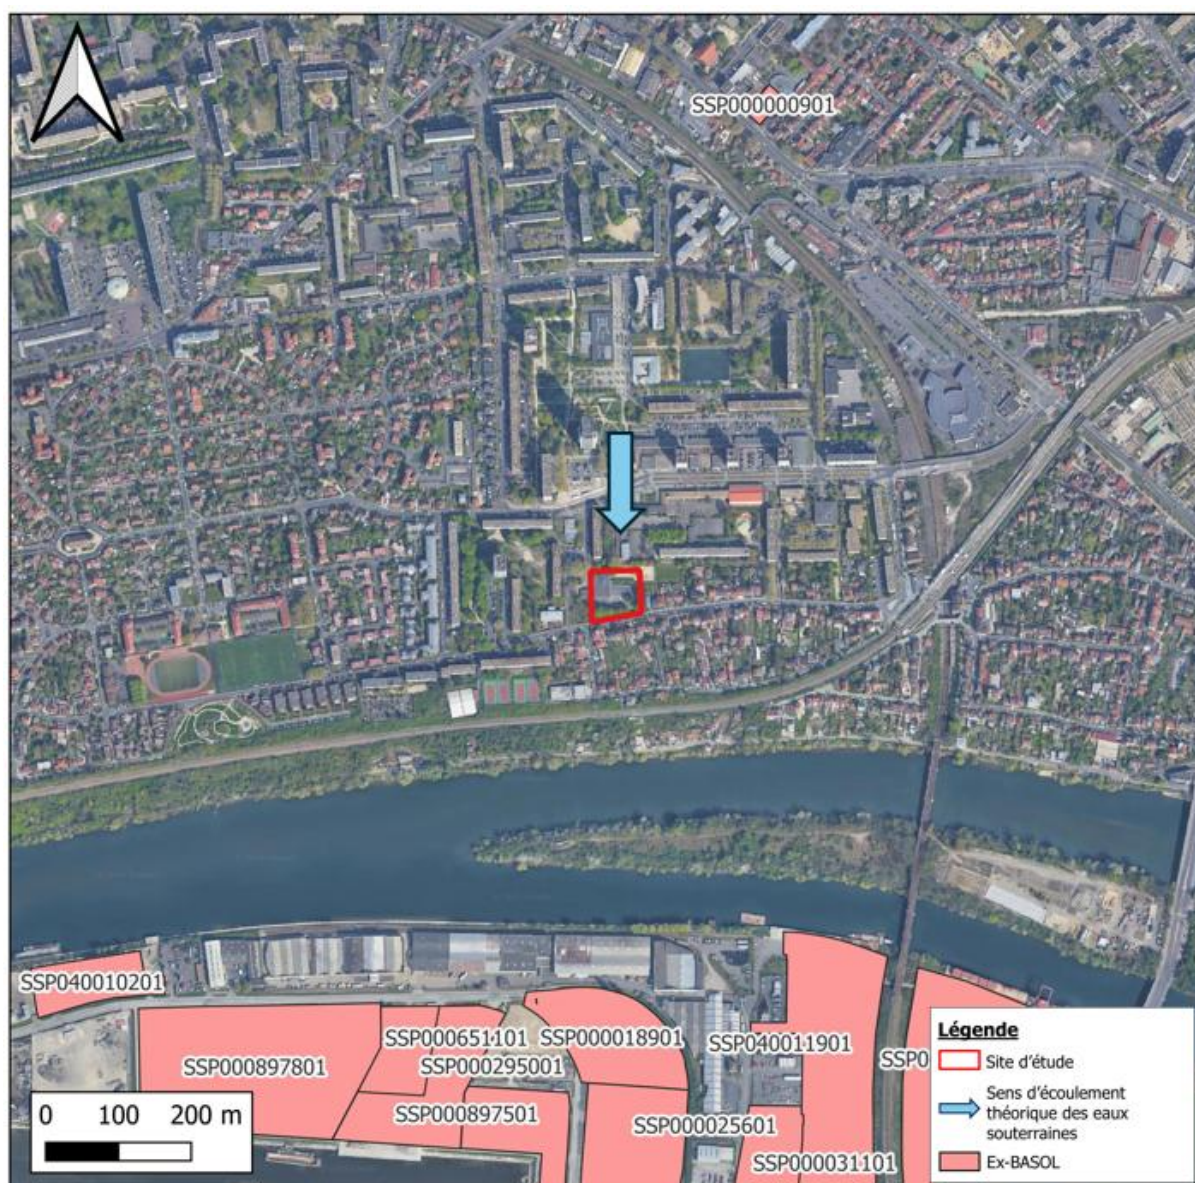 SSP000000901
SSP040010201
SSP000897801
SSP000651101
SSP000295001
SSP000897501
SSP000018901
SSP000025601
SSP040011901
SSP000031101
SSP0
0 100 200 m
Légende
Site d'étude
Sens d'écoulement
théorique des eaux
souterraines
Ex-BASOL